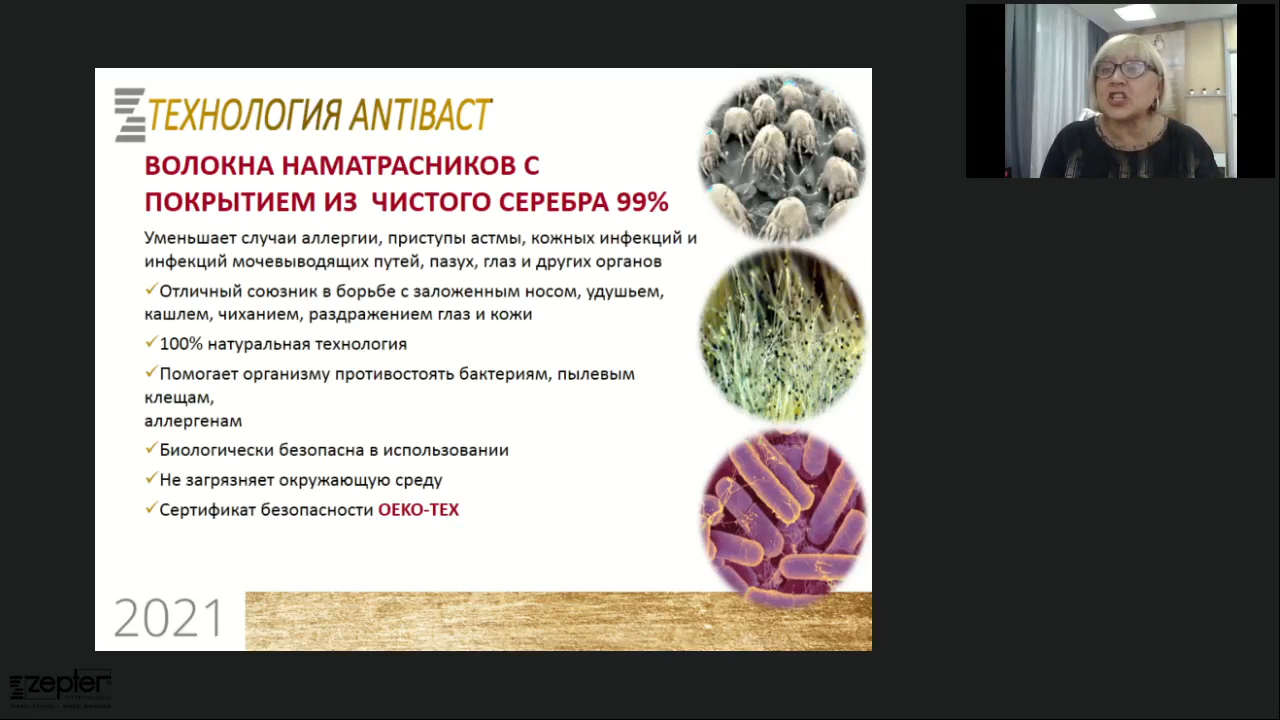 ТЕХНОЛОГИЯ ANTIBACT
ВОЛОКНА НАМАТРАСНИКОВ С
ПОКРЫТИЕМ ИЗ ЧИСТОГО СЕРЕБРА 99%
Уменьшает случаи аллергии, приступы астмы, кожных инфекций и
инфекций мочевыводящих путей, пазух, глаз и других органов
✓Отличный союзник в борьбе с заложенным носом, удушьем,
кашлем, чиханием, раздражением глаз и кожи
✓100% натуральная технология
✓Помогает организму противостоять бактериям, пылевым
клещам,
аллергенам
✓Биологически безопасна в использовании
✓Не загрязняет окружающую среду
✓Сертификат безопасности OEKO-TEX
2021
zepter